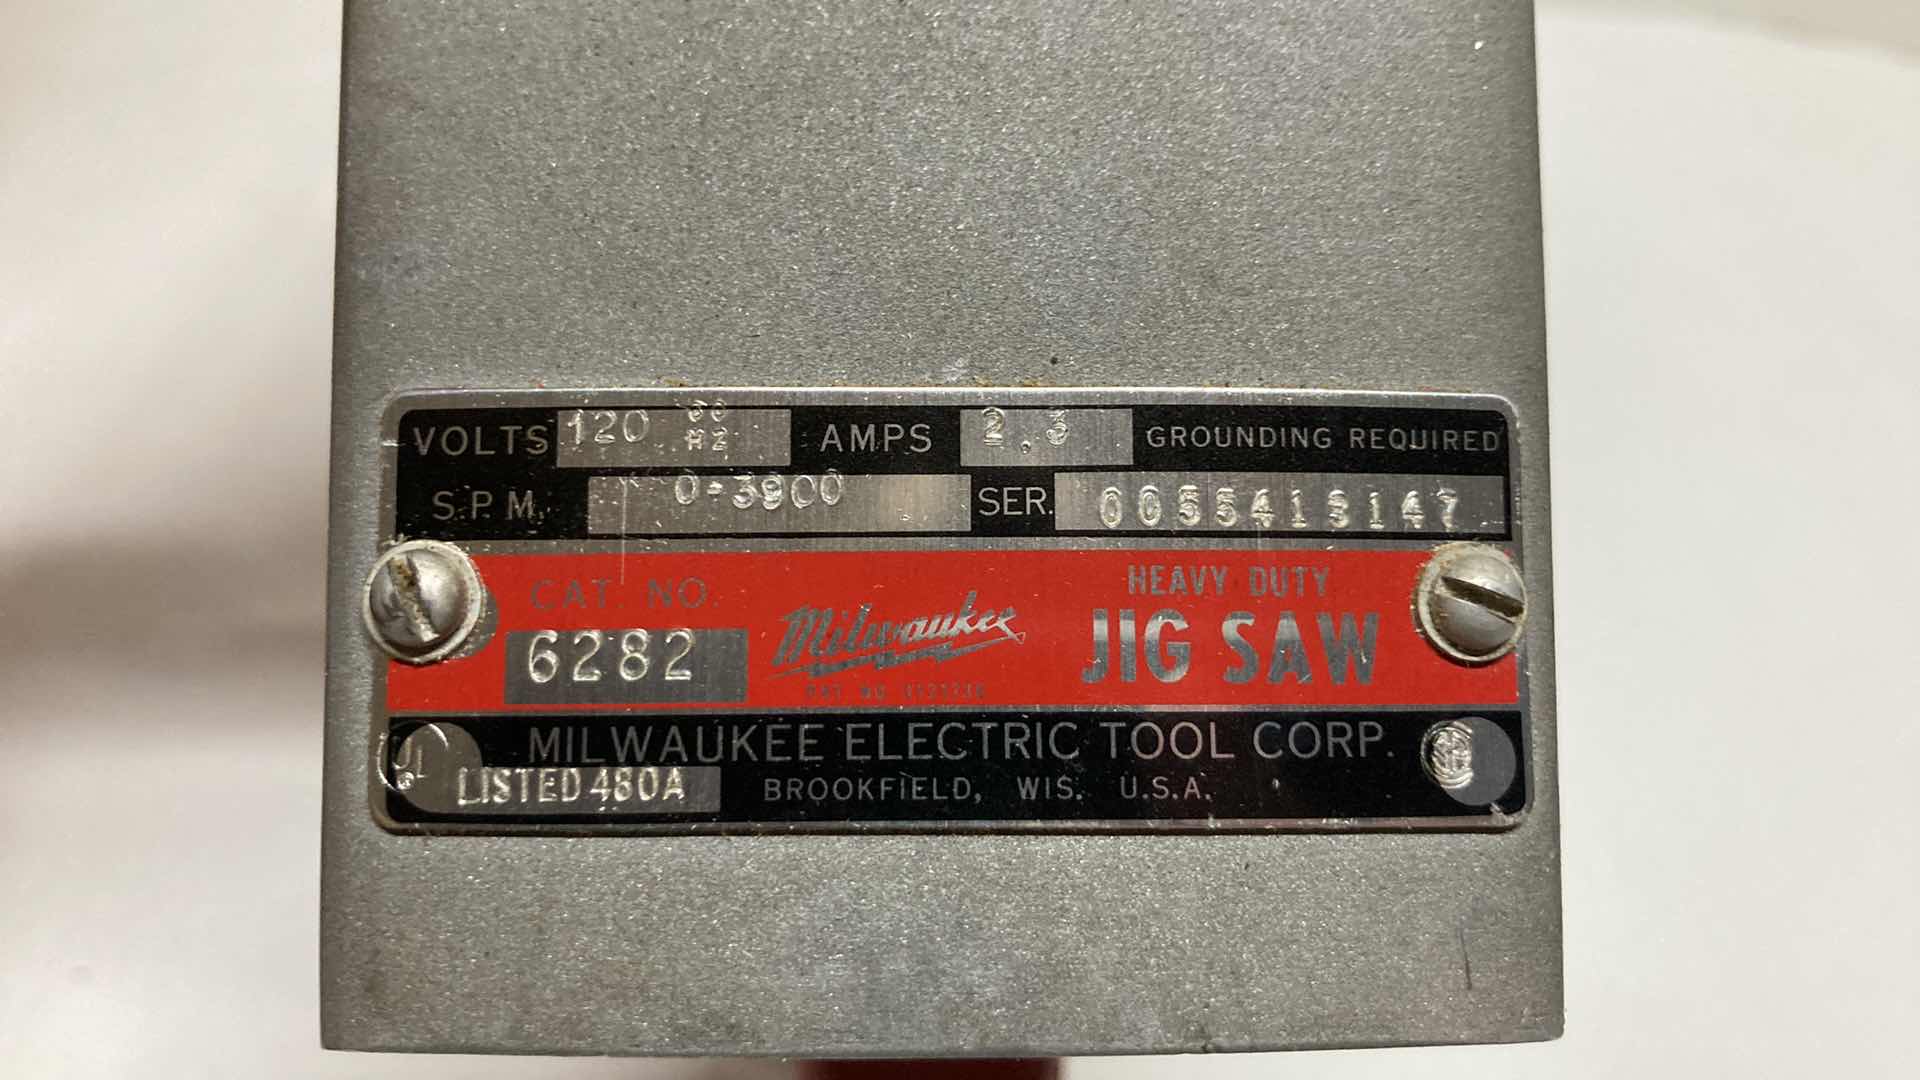 VOLTS 120 60 HZ AMPS 2.3 GROUNDING REQUIRED
S.P.M. 0-3900 SER. 0055413147
CAT. NO.
6282
Milwaukee
HEAVY DUTY
JIG SAW
UL
LISTED 480A
MILWAUKEE ELECTRIC TOOL CORP.
BROOKFIELD, WIS. U.S.A.